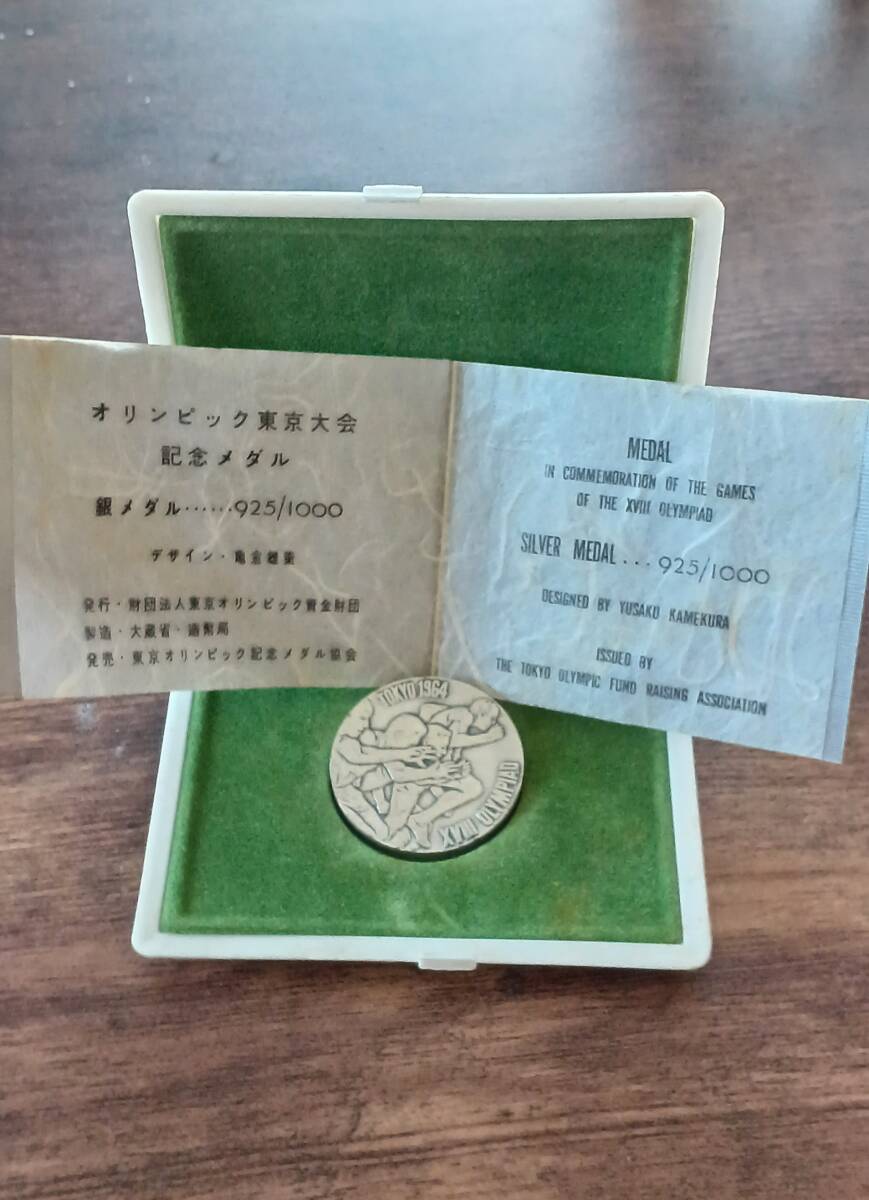 オリンピック東京大会
記念メダル
銀メダル……925/1000
デザイン・亀倉雄策
発行・財団法人東京オリンピック資金財団
製造・大蔵省・造幣局
発売・東京オリンピック記念メダル協会
MEDAL
IN COMMEMORATION OF THE GAMES
OF THE XVIII OLYMPIAD
SILVER MEDAL...925/1000
DESIGNED BY YUSAKU KAMEKURA
ISSUED BY
THE TOKYO OLYMPIC FUND RAISING ASSOCIATION
TOKYO 1964
XVIII OLYMPIAD